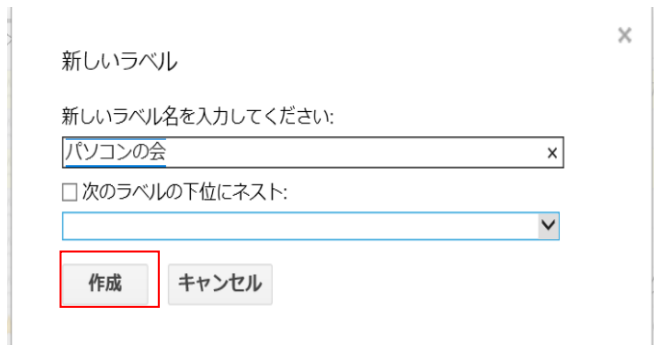 新しいラベル
新しいラベル名を入力してください:
パソコンの会
次のラベルの下位にネスト:
作成 キャンセル